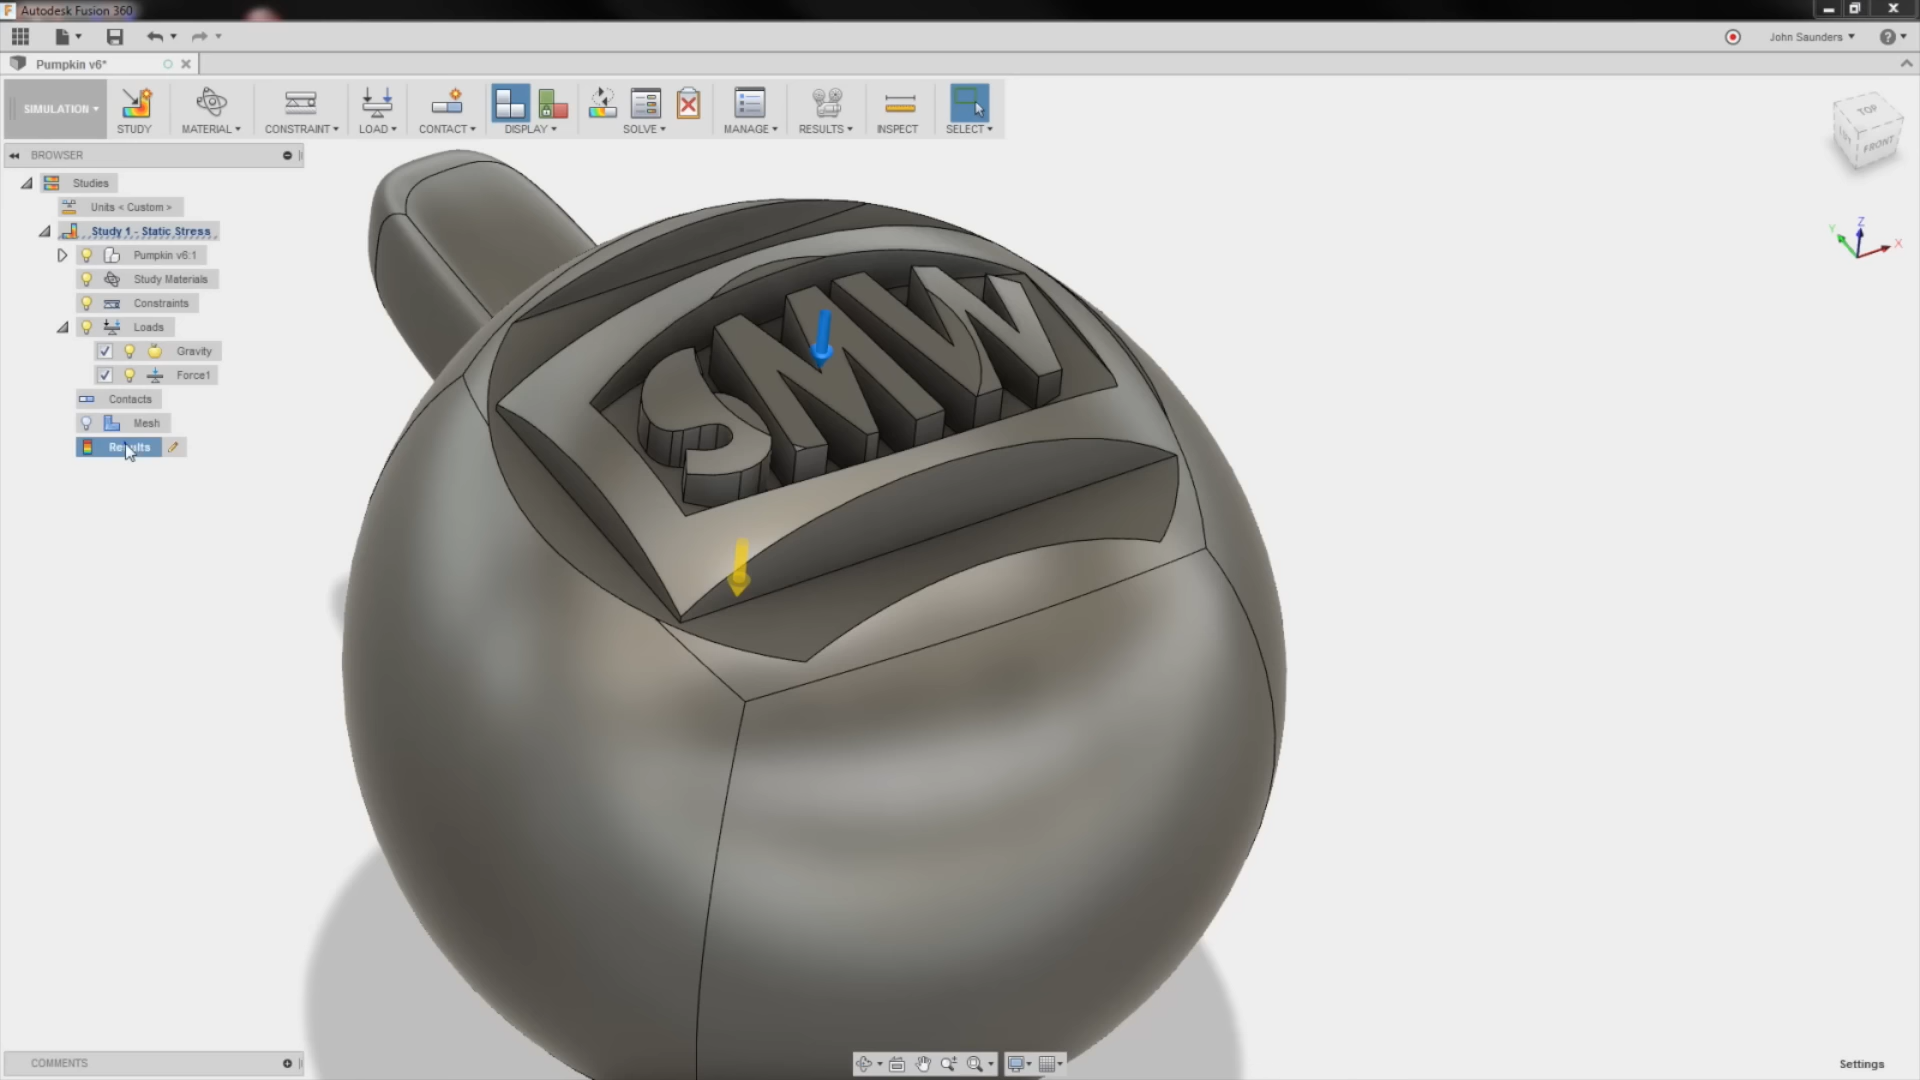 Autodesk Fusion 360
John Saunders
Pumpkin v6*
SIMULATION
STUDY
MATERIAL
CONSTRAINT
LOAD
CONTACT
DISPLAY
SOLVE
MANAGE
RESULTS
INSPECT
SELECT
BROWSER
Studies
Units < Custom >
Study 1 - Static Stress
Pumpkin v6:1
Study Materials
Constraints
Loads
Gravity
Force1
Contacts
Mesh
Results
SMW
TOP
FRONT
Z
Y
X
COMMENTS
Settings